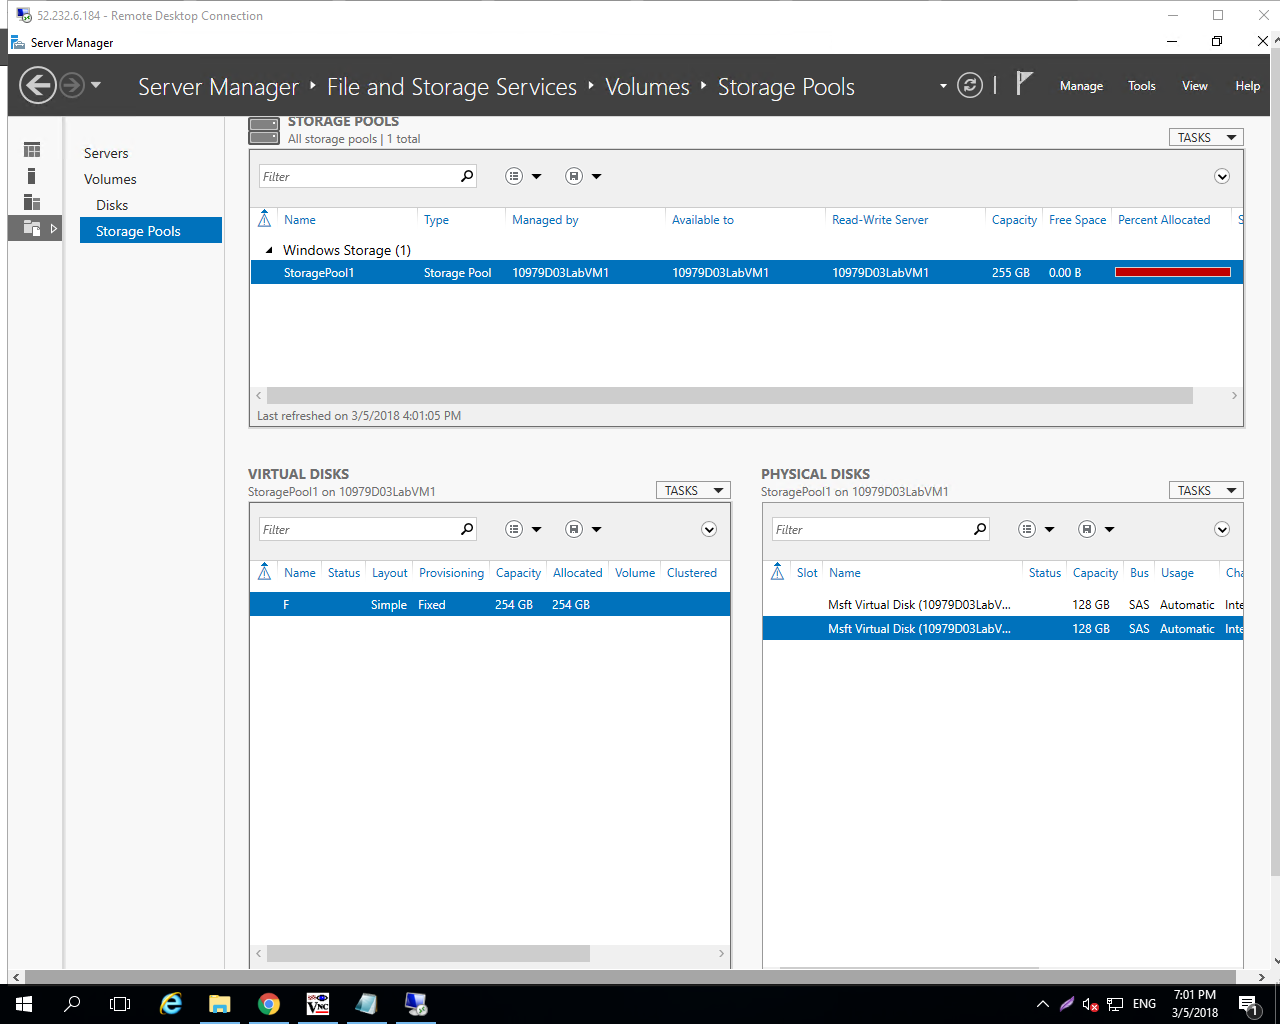 52.232.6.184 - Remote Desktop Connection
Server Manager
Server Manager ‣ File and Storage Services ‣ Volumes ‣ Storage Pools
Manage Tools View Help
Servers
Volumes
Disks
Storage Pools
STORAGE POOLS
All storage pools | 1 total
TASKS
Filter
Name Type Managed by Available to Read-Write Server Capacity Free Space Percent Allocated S
Windows Storage (1)
StoragePool1 Storage Pool 10979D03LabVM1 10979D03LabVM1 10979D03LabVM1 255 GB 0.00 B
Last refreshed on 3/5/2018 4:01:05 PM
VIRTUAL DISKS
StoragePool1 on 10979D03LabVM1
TASKS
Filter
Name Status Layout Provisioning Capacity Allocated Volume Clustered
F Simple Fixed 254 GB 254 GB
PHYSICAL DISKS
StoragePool1 on 10979D03LabVM1
TASKS
Filter
Slot Name Status Capacity Bus Usage Cha
Msft Virtual Disk (10979D03LabV... 128 GB SAS Automatic Inte
Msft Virtual Disk (10979D03LabV... 128 GB SAS Automatic Inte
VNC
ENG
7:01 PM
3/5/2018
1